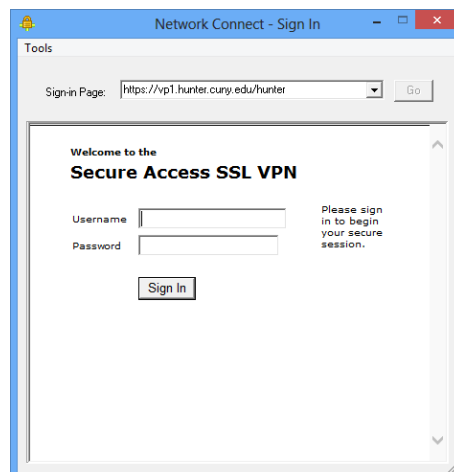 Network Connect - Sign In
Tools
Sign-in Page: https://vp1.hunter.cuny.edu/hunter Go
Welcome to the
Secure Access SSL VPN
Username
Password
Please sign
in to begin
your secure
session.
Sign In